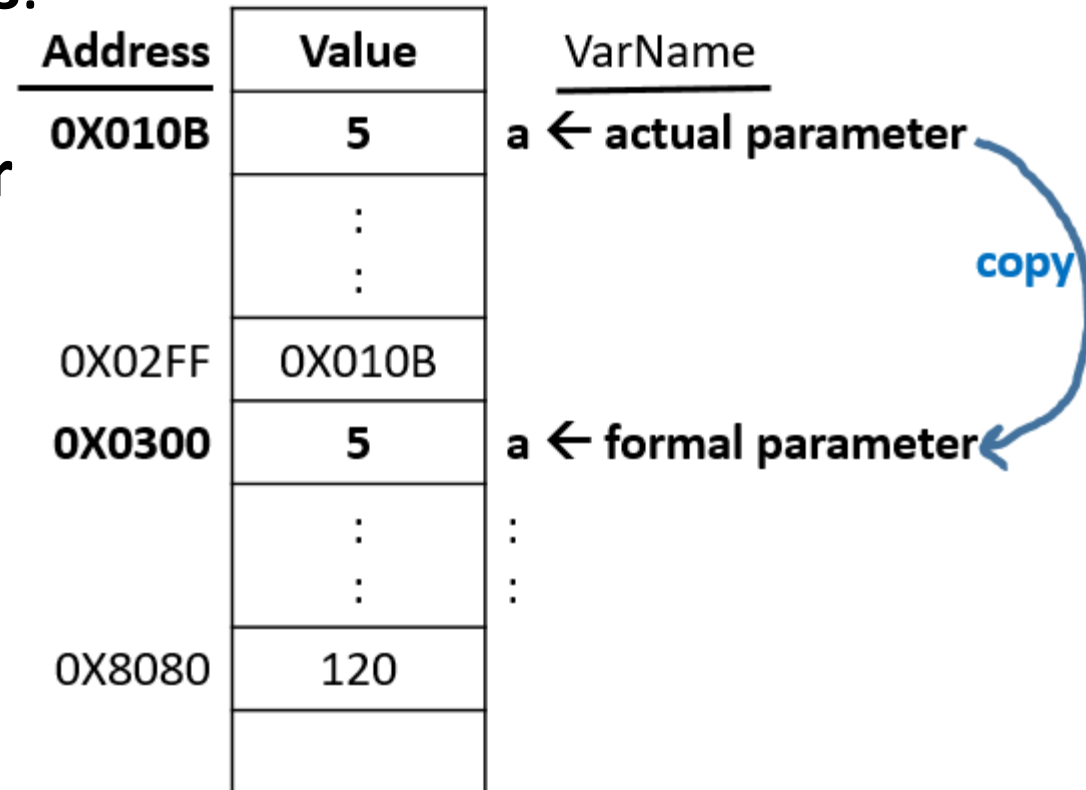 s.
Address Value VarName
0X010B 5 a ← actual parameter
r
:
:
copy
0X02FF 0X010B
0X0300 5 a ← formal parameter
: :
: :
0X8080 120